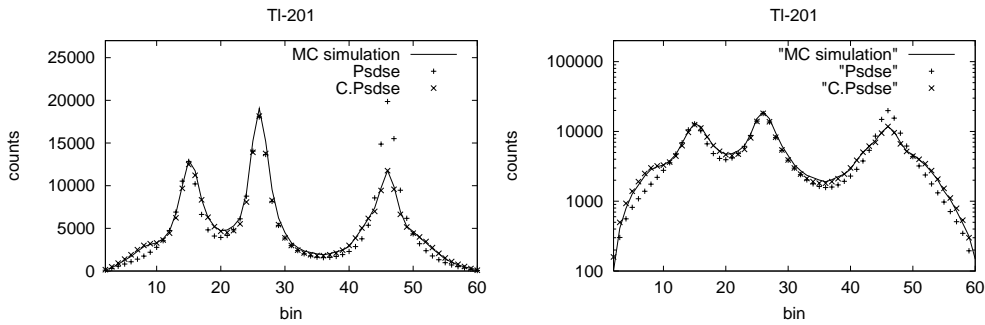 Tl-201
counts
25000
20000
15000
10000
5000
0
MC simulation
Psdse
C.Psdse
10 20 30 40 50 60
bin
Tl-201
counts
100000
10000
1000
100
"MC simulation"
"Psdse"
"C.Psdse"
10 20 30 40 50 60
bin